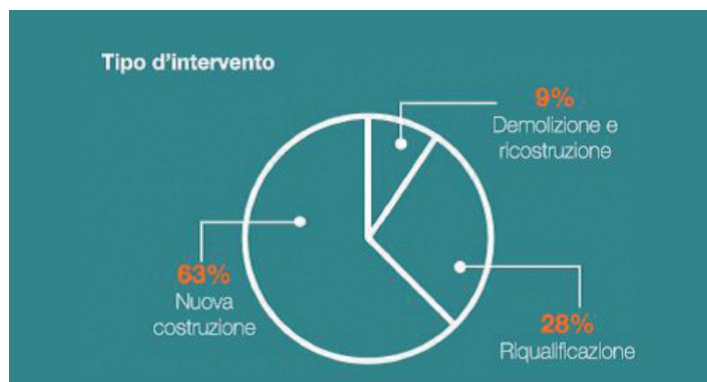 Tipo d'intervento
9%
Demolizione e
ricostruzione
63%
Nuova
costruzione
28%
Riqualificazione